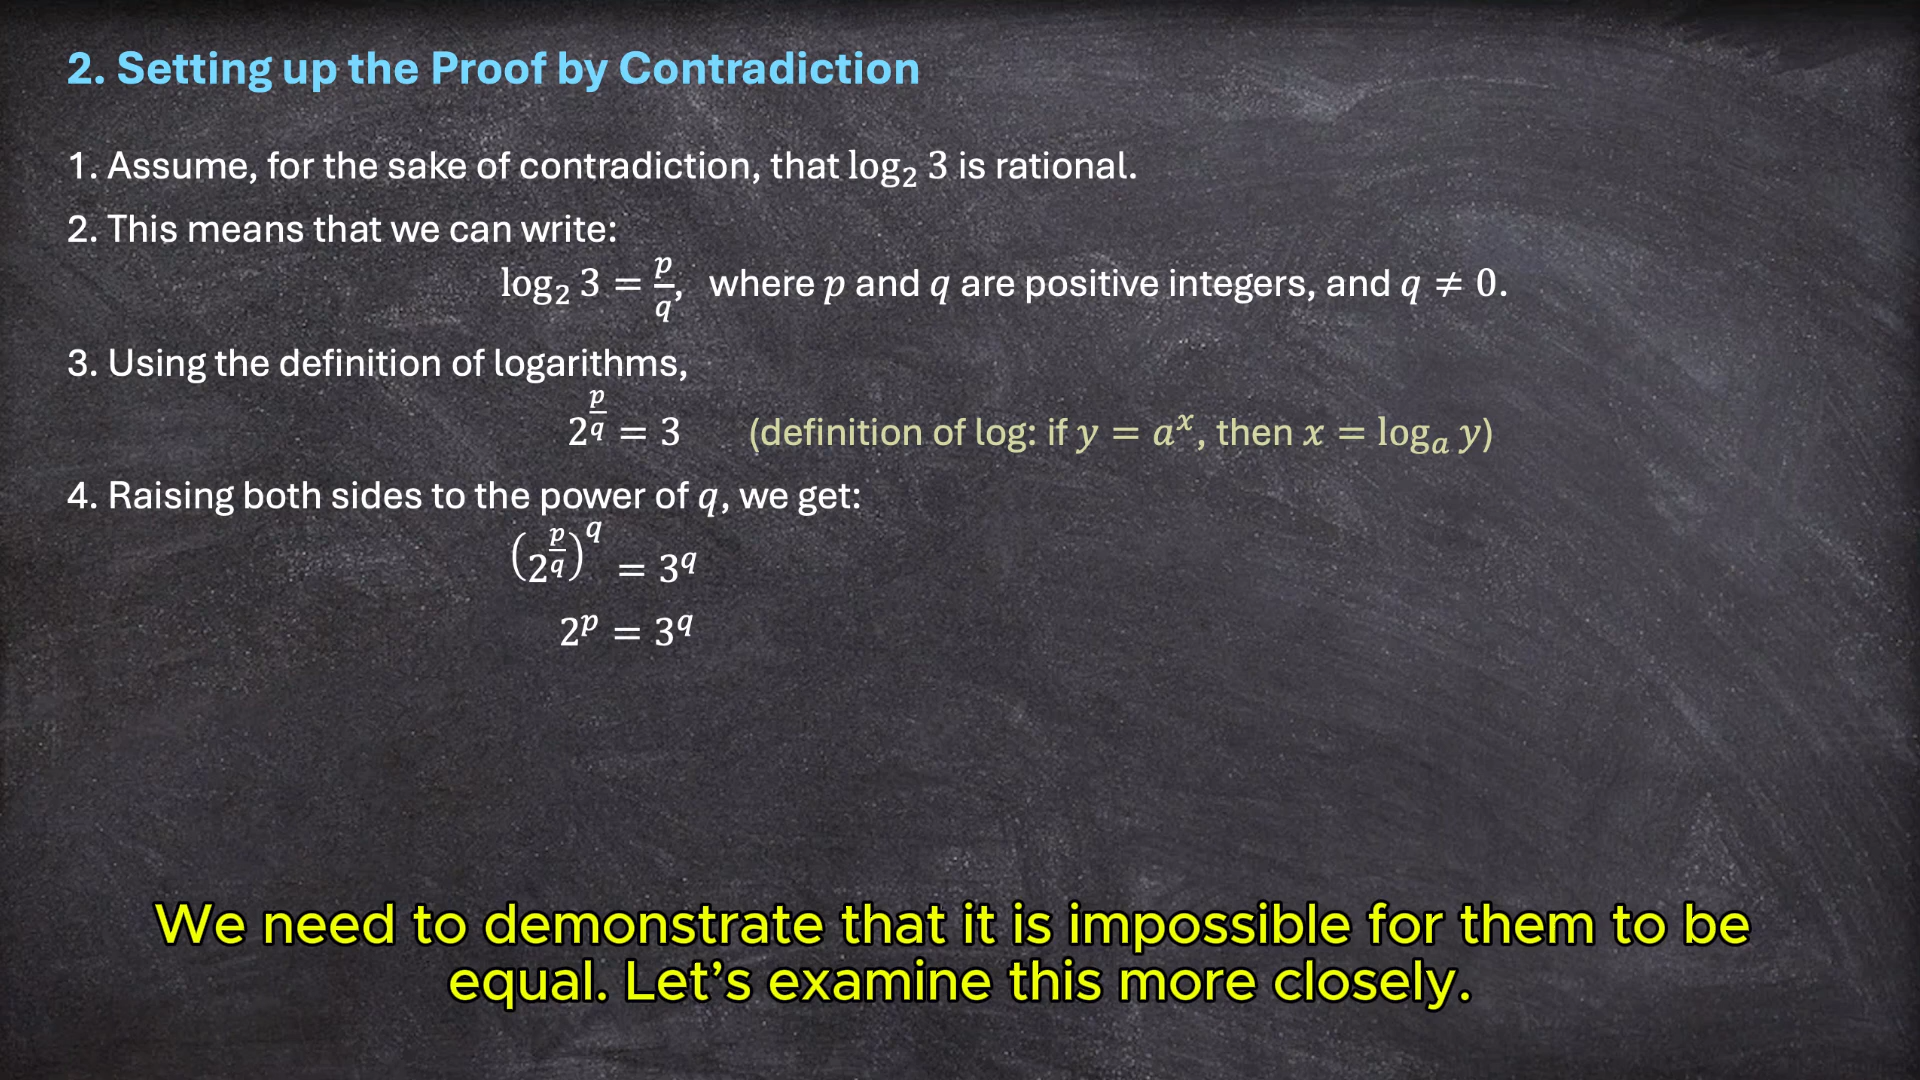 2. Setting up the Proof by Contradiction
1. Assume, for the sake of contradiction, that log₂ 3 is rational.
2. This means that we can write:
log₂ 3 = p/q, where p and q are positive integers, and q ≠ 0.
3. Using the definition of logarithms,
2^(p/q) = 3 (definition of log: if y = aˣ, then x = logₐ y)
4. Raising both sides to the power of q, we get:
(2^(p/q))^q = 3^q
2^p = 3^q
We need to demonstrate that it is impossible for them to be
equal. Let’s examine this more closely.